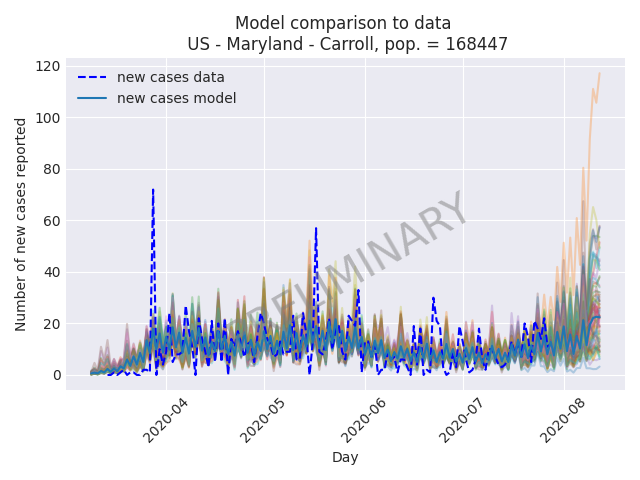 Model comparison to data
US - Maryland - Carroll, pop. = 168447
new cases data
new cases model
PRELIMINARY
Number of new cases reported
120
100
80
60
40
20
0
2020-04
2020-05
2020-06
2020-07
2020-08
Day